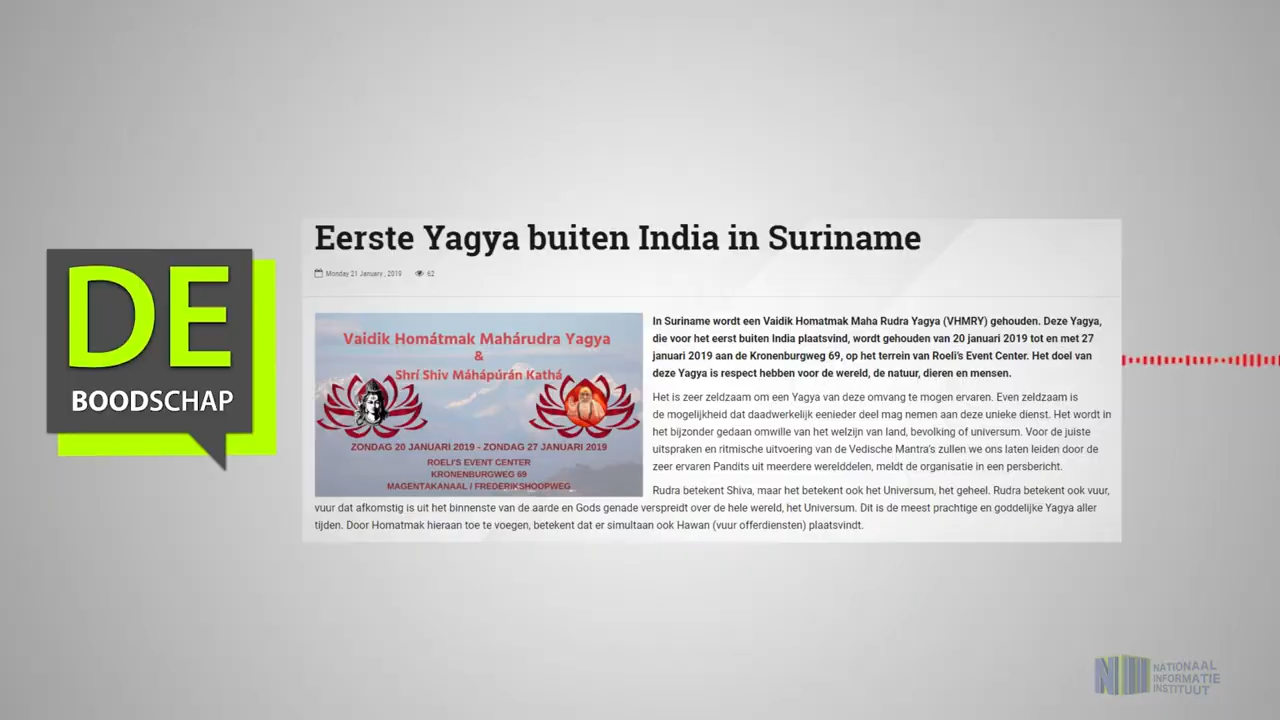 DE
BOODSCHAP
Eerste Yagya buiten India in Suriname
Monday 21 January , 2019 62
Vaidik Homátmak Mahárudra Yagya
&
Shrí Shiv Máhápúrán Kathá
ZONDAG 20 JANUARI 2019 - ZONDAG 27 JANUARI 2019
ROELI'S EVENT CENTER
KRONENBURGWEG 69
MAGENTAKANAAL / FREDERIKSHOOPWEG
In Suriname wordt een Vaidik Homatmak Maha Rudra Yagya (VHMRY) gehouden. Deze Yagya,
die voor het eerst buiten India plaatsvind, wordt gehouden van 20 januari 2019 tot en met 27
januari 2019 aan de Kronenburgweg 69, op het terrein van Roeli's Event Center. Het doel van
deze Yagya is respect hebben voor de wereld, de natuur, dieren en mensen.
Het is zeer zeldzaam om een Yagya van deze omvang te mogen ervaren. Even zeldzaam is
de mogelijkheid dat daadwerkelijk eenieder deel mag nemen aan deze unieke dienst. Het wordt in
het bijzonder gedaan omwille van het welzijn van land, bevolking of universum. Voor de juiste
uitspraken en ritmische uitvoering van de Vedische Mantra's zullen we ons laten leiden door de
zeer ervaren Pandits uit meerdere werelddelen, meldt de organisatie in een persbericht.
Rudra betekent Shiva, maar het betekent ook het Universum, het geheel. Rudra betekent ook vuur,
vuur dat afkomstig is uit het binnenste van de aarde en Gods genade verspreidt over de hele wereld, het Universum. Dit is de meest prachtige en goddelijke Yagya aller
tijden. Door Homatmak hieraan toe te voegen, betekent dat er simultaan ook Hawan (vuur offerdiensten) plaatsvindt.
NATIONAAL
INFORMATIE
INSTITUUT